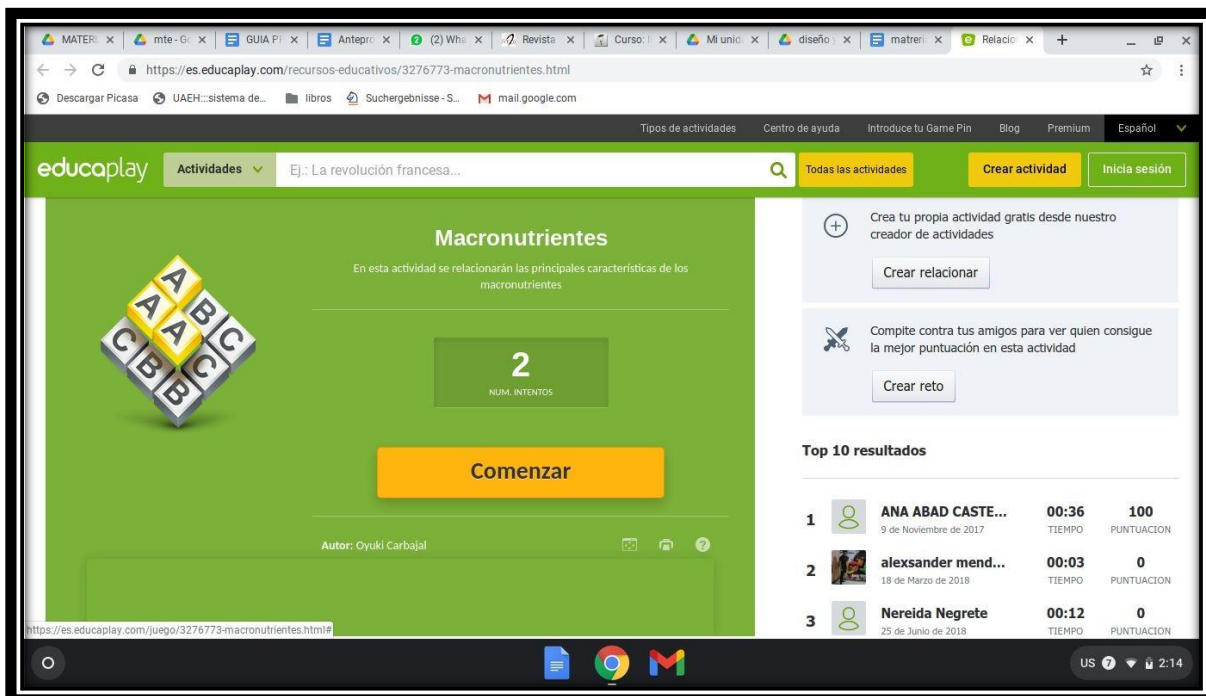 MATERI mte - Go GUIA PI Antepro (2) Wha Revista Curso: I Mi unid diseño y matreri Relacio
https://es.educaplay.com/recursos-educativos/3276773-macronutrientes.html
Descargar Picasa UAEH:::sistema de... libros Suchergebnisse - S... mail.google.com
Tipos de actividades Centro de ayuda Introduce tu Game Pin Blog Premium Español
educaplay Actividades Ej.: La revolución francesa... Todas las actividades Crear actividad Inicia sesión
Macronutrientes
En esta actividad se relacionarán las principales características de los
macronutrientes
2
NUM. INTENTOS
Comenzar
Autor: Oyuki Carbajal
A
A B
A A C
C C
B B
B
Crea tu propia actividad gratis desde nuestro
creador de actividades
Crear relacionar
Compite contra tus amigos para ver quien consigue
la mejor puntuación en esta actividad
Crear reto
Top 10 resultados
1 ANA ABAD CASTE... 00:36 100
9 de Noviembre de 2017 TIEMPO PUNTUACION
2 alexsander mend... 00:03 0
18 de Marzo de 2018 TIEMPO PUNTUACION
3 Nereida Negrete 00:12 0
25 de Junio de 2018 TIEMPO PUNTUACION
https://es.educaplay.com/juego/3276773-macronutrientes.html#
US 7 2:14